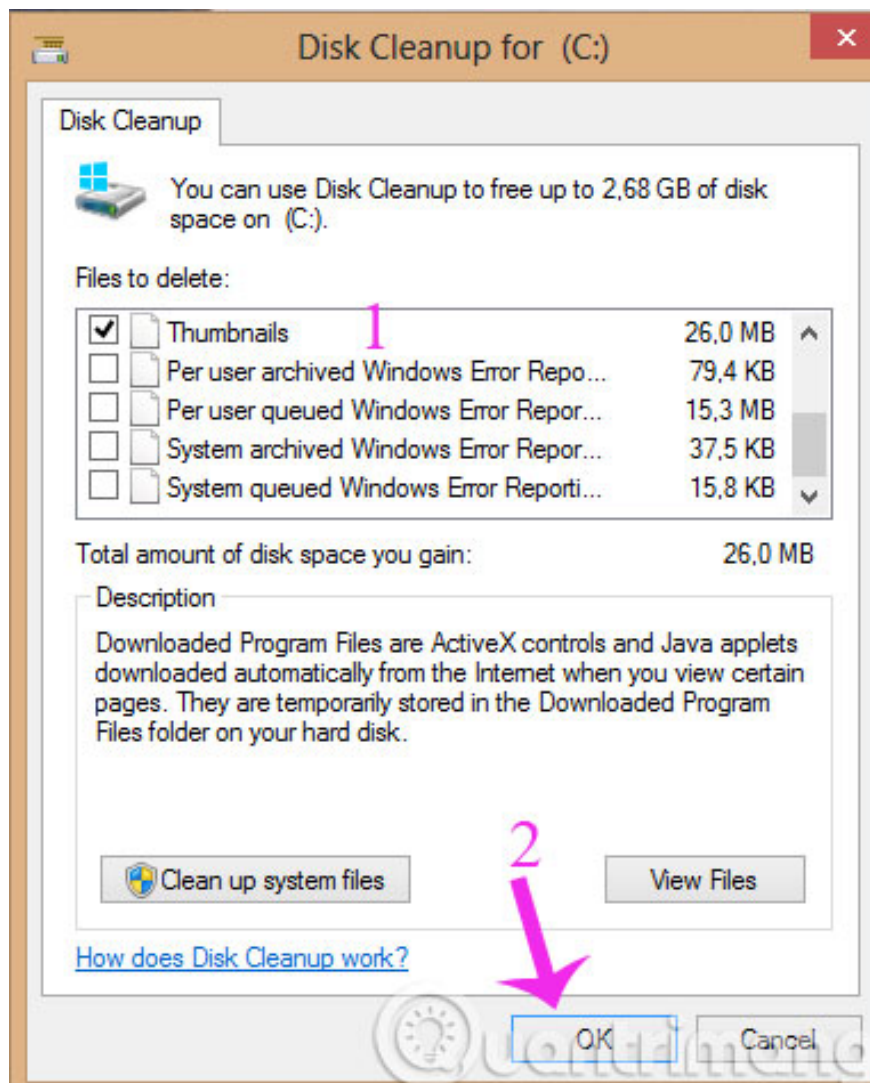 Disk Cleanup for (C:)
Disk Cleanup
You can use Disk Cleanup to free up to 2,68 GB of disk
space on (C:).
Files to delete:
1
Thumbnails 26,0 MB
Per user archived Windows Error Repo... 79,4 KB
Per user queued Windows Error Repor... 15,3 MB
System archived Windows Error Repor... 37,5 KB
System queued Windows Error Reporti... 15,8 KB
Total amount of disk space you gain: 26,0 MB
Description
Downloaded Program Files are ActiveX controls and Java applets
downloaded automatically from the Internet when you view certain
pages. They are temporarily stored in the Downloaded Program
Files folder on your hard disk.
2
Clean up system files View Files
How does Disk Cleanup work?
OK Cancel
Quantrimang